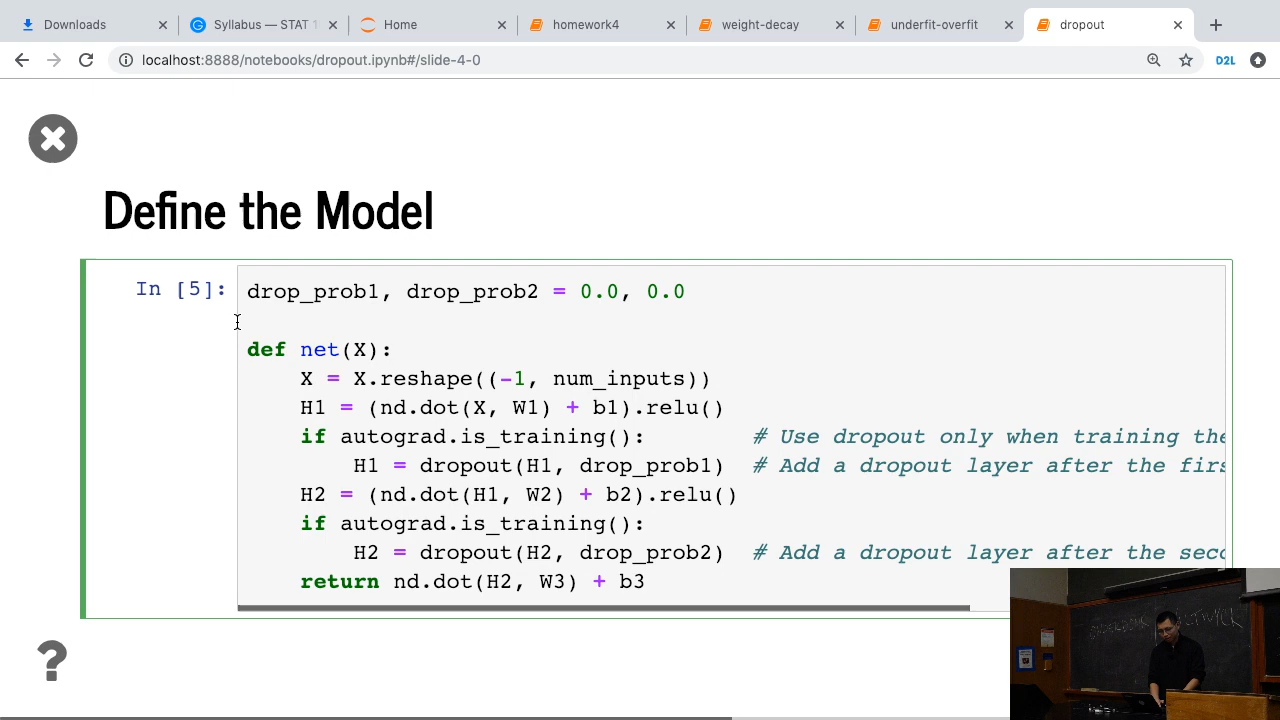 Downloads
Syllabus — STAT 1
Home
homework4
weight-decay
underfit-overfit
dropout
localhost:8888/notebooks/dropout.ipynb#/slide-4-0
D2L
Define the Model
In [5]:
drop_prob1, drop_prob2 = 0.0, 0.0
def net(X):
X = X.reshape((-1, num_inputs))
H1 = (nd.dot(X, W1) + b1).relu()
if autograd.is_training(): # Use dropout only when training the
H1 = dropout(H1, drop_prob1) # Add a dropout layer after the firs
H2 = (nd.dot(H1, W2) + b2).relu()
if autograd.is_training():
H2 = dropout(H2, drop_prob2) # Add a dropout layer after the seco
return nd.dot(H2, W3) + b3
?